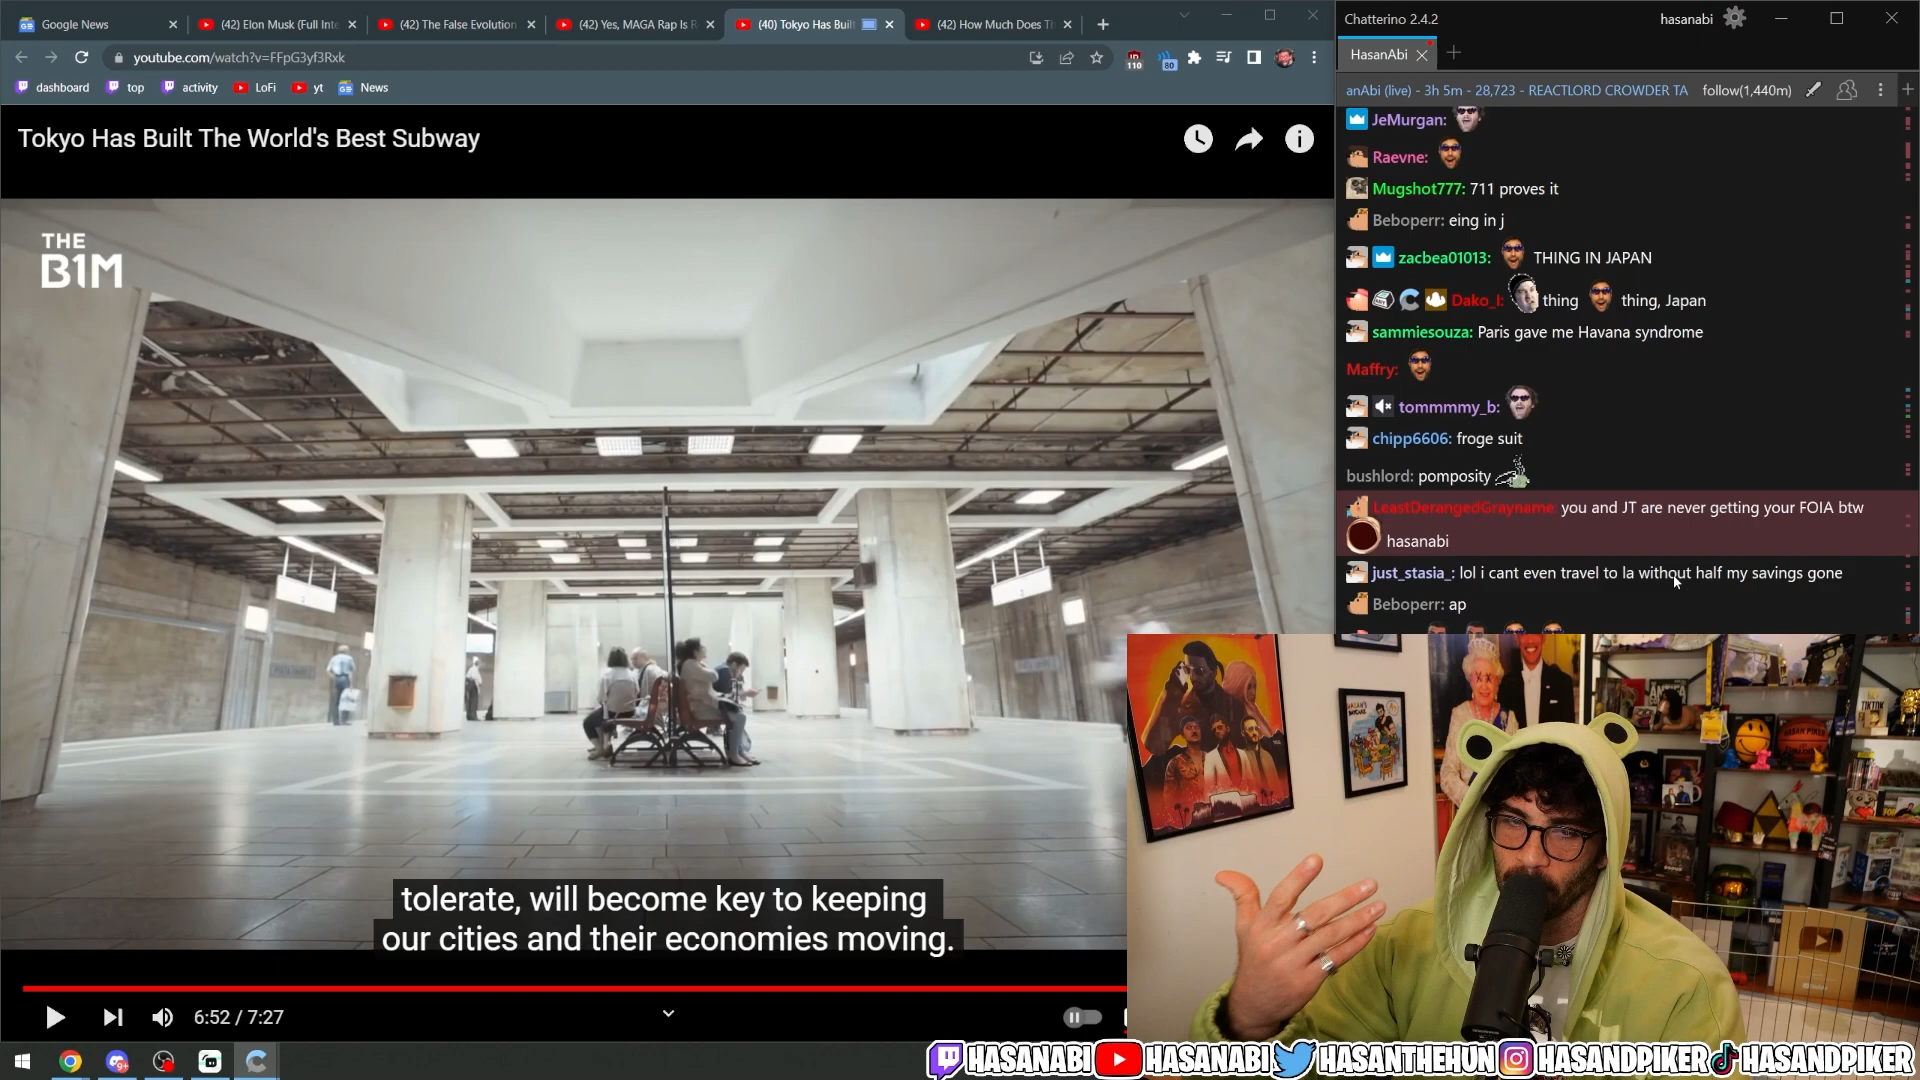 Google News
(42) Elon Musk (Full Inte
(42) The False Evolution
(42) Yes, MAGA Rap Is R
(40) Tokyo Has Built
(42) How Much Does Th
youtube.com/watch?v=FFpG3yf3Rxk
110
80
dashboard
top
activity
LoFi
yt
News
Tokyo Has Built The World's Best Subway
THE
B1M
tolerate, will become key to keeping
our cities and their economies moving.
6:52 / 7:27
Chatterino 2.4.2
hasanabi
HasanAbi
anAbi (live) - 3h 5m - 28,723 - REACTLORD CROWDER TA
follow(1,440m)
JeMurgan:
Raevne:
Mugshot777: 711 proves it
Beboperr: eing in j
zacbea01013: THING IN JAPAN
Dako_I: thing thing, Japan
sammiesouza: Paris gave me Havana syndrome
Maffry:
tommmmy_b:
chipp6606: froge suit
bushlord: pomposity
LeastDerangedGrayname: you and JT are never getting your FOIA btw
hasanabi
just_stasia_: lol i cant even travel to la without half my savings gone
Beboperr: ap
HASAN PIKER
TIKTOK
HASANABI
HASANABI
HASANTHEHUN
HASANDPIKER
HASANDPIKER